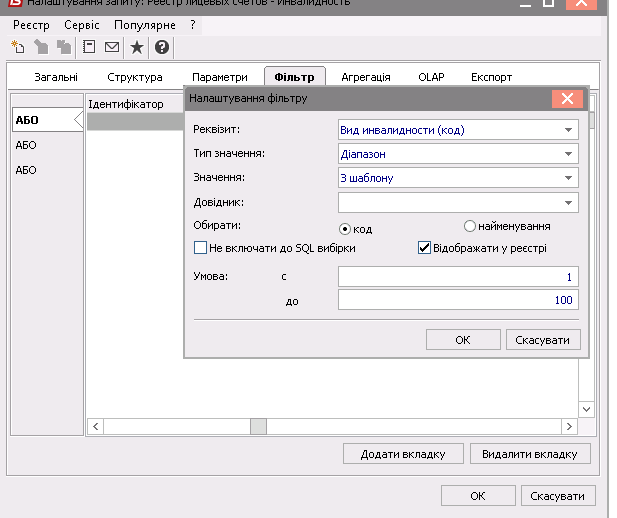 Налаштування запиту: Реєстр лицевых счетов - Инвалидность
Реєстр Сервіс Популярне ?
Загальні Структура Параметри Фільтр Агрегація OLAP Експорт
АБО
АБО
АБО
Ідентифікатор
Налаштування фільтру
Реквізит: Вид инвалидности (код)
Тип значення: Діапазон
Значення: З шаблону
Довідник:
Обирати: код найменування
Не включати до SQL вибірки Відображати у реєстрі
Умова: с 1
до 100
ОК Скасувати
Додати вкладку Видалити вкладку
ОК Скасувати